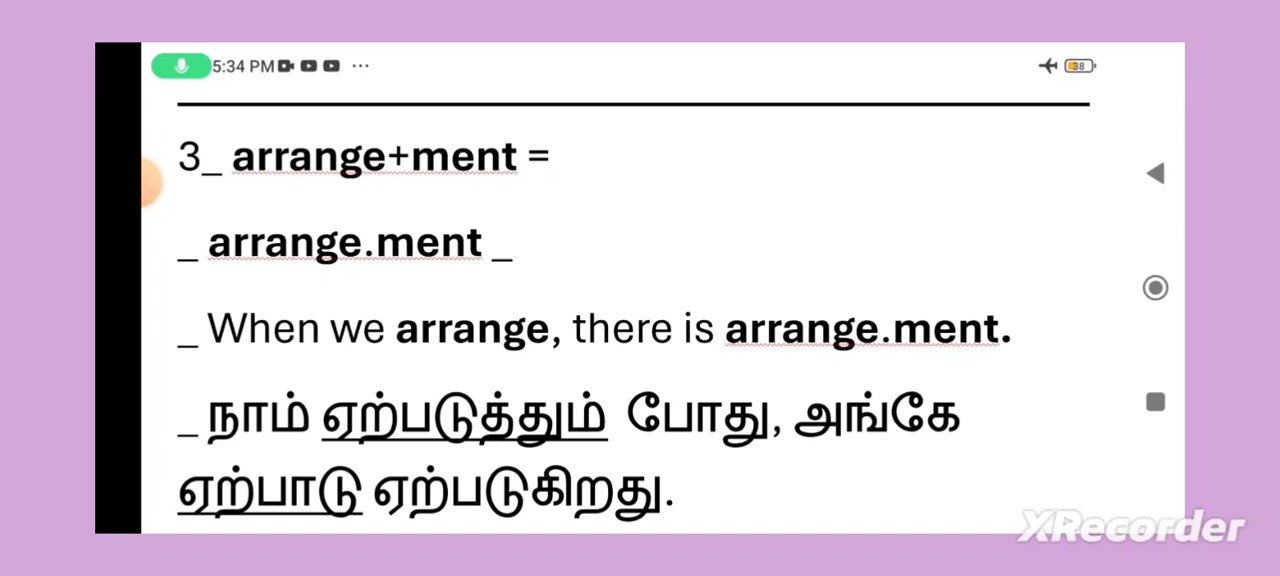 5:34 PM ...
38
3_ arrange+ment =
_ arrange.ment _
_ When we arrange, there is arrange.ment.
_ நாம் ஏற்படுத்தும் போது, அங்கே
ஏற்பாடு ஏற்படுகிறது.
XRecorder